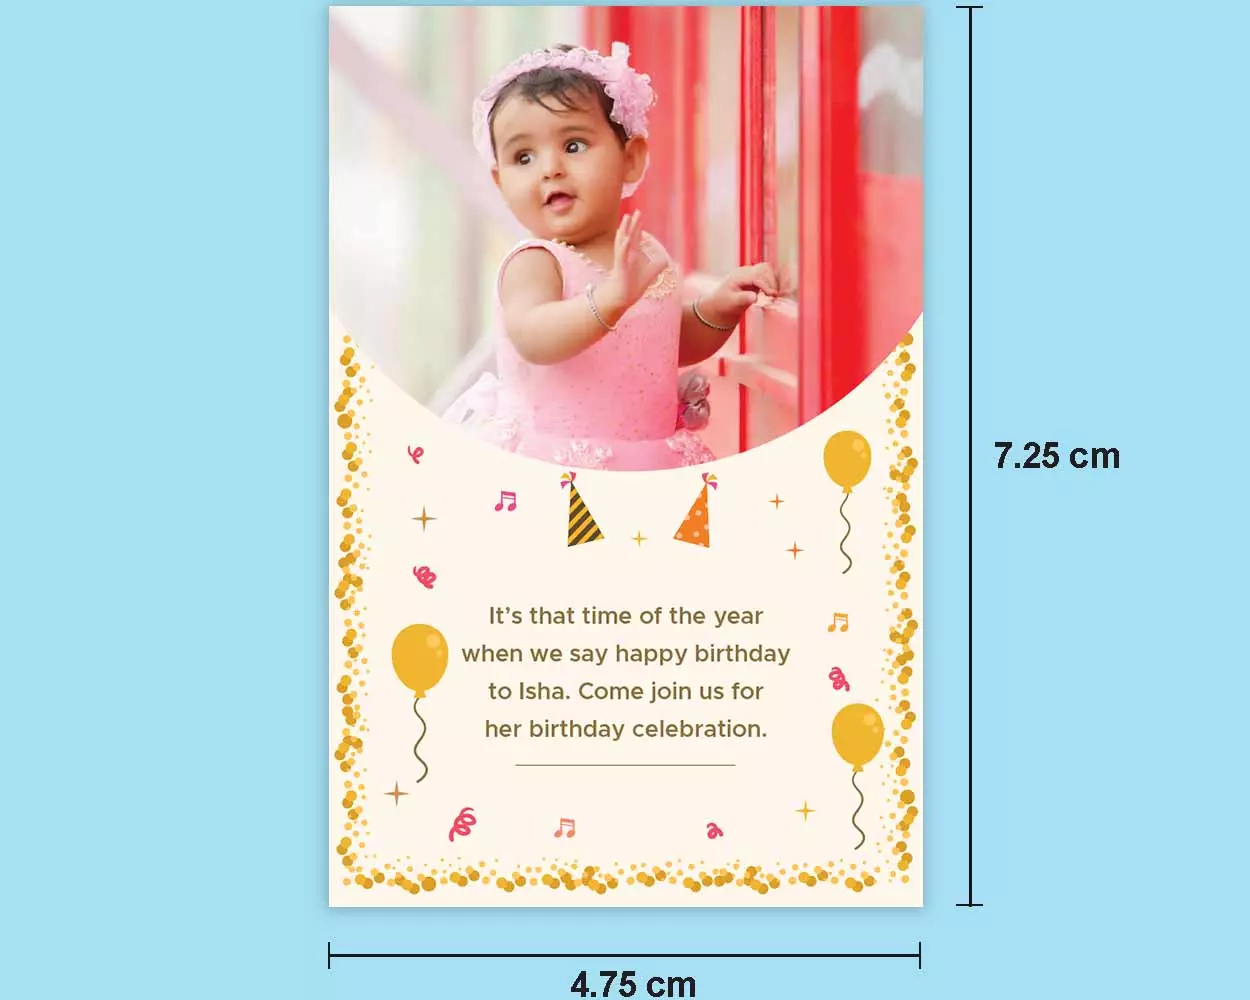 7.25 cm
It's that time of the year
when we say happy birthday
to Isha. Come join us for
her birthday celebration.
4.75 cm